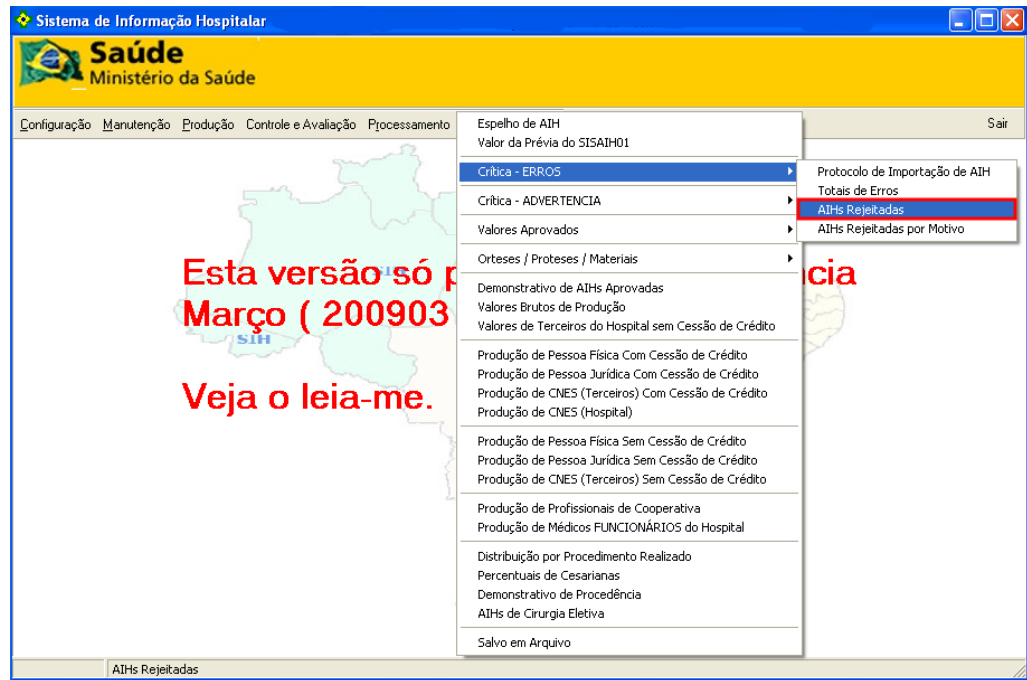 Sistema de Informação Hospitalar
Saúde
Ministério da Saúde
Configuração Manutenção Produção Controle e Avaliação Processamento Sair
Espelho de AIH
Valor da Prévia do SISAIH01
Crítica - ERROS
Crítica - ADVERTENCIA
Valores Aprovados
Orteses / Proteses / Materiais
Demonstrativo de AIHs Aprovadas
Valores Brutos de Produção
Valores de Terceiros do Hospital sem Cessão de Crédito
Produção de Pessoa Física Com Cessão de Crédito
Produção de Pessoa Jurídica Com Cessão de Crédito
Produção de CNES (Terceiros) Com Cessão de Crédito
Produção de CNES (Hospital)
Produção de Pessoa Física Sem Cessão de Crédito
Produção de Pessoa Jurídica Sem Cessão de Crédito
Produção de CNES (Terceiros) Sem Cessão de Crédito
Produção de Profissionais de Cooperativa
Produção de Médicos FUNCIONÁRIOS do Hospital
Distribuição por Procedimento Realizado
Percentuais de Cesarianas
Demonstrativo de Procedência
AIHs de Cirurgia Eletiva
Salvo em Arquivo
Protocolo de Importação de AIH
Totais de Erros
AIHs Rejeitadas
AIHs Rejeitadas por Motivo
Esta versão só
Março ( 200903
SIH
Veja o leia-me.
AIHs Rejeitadas